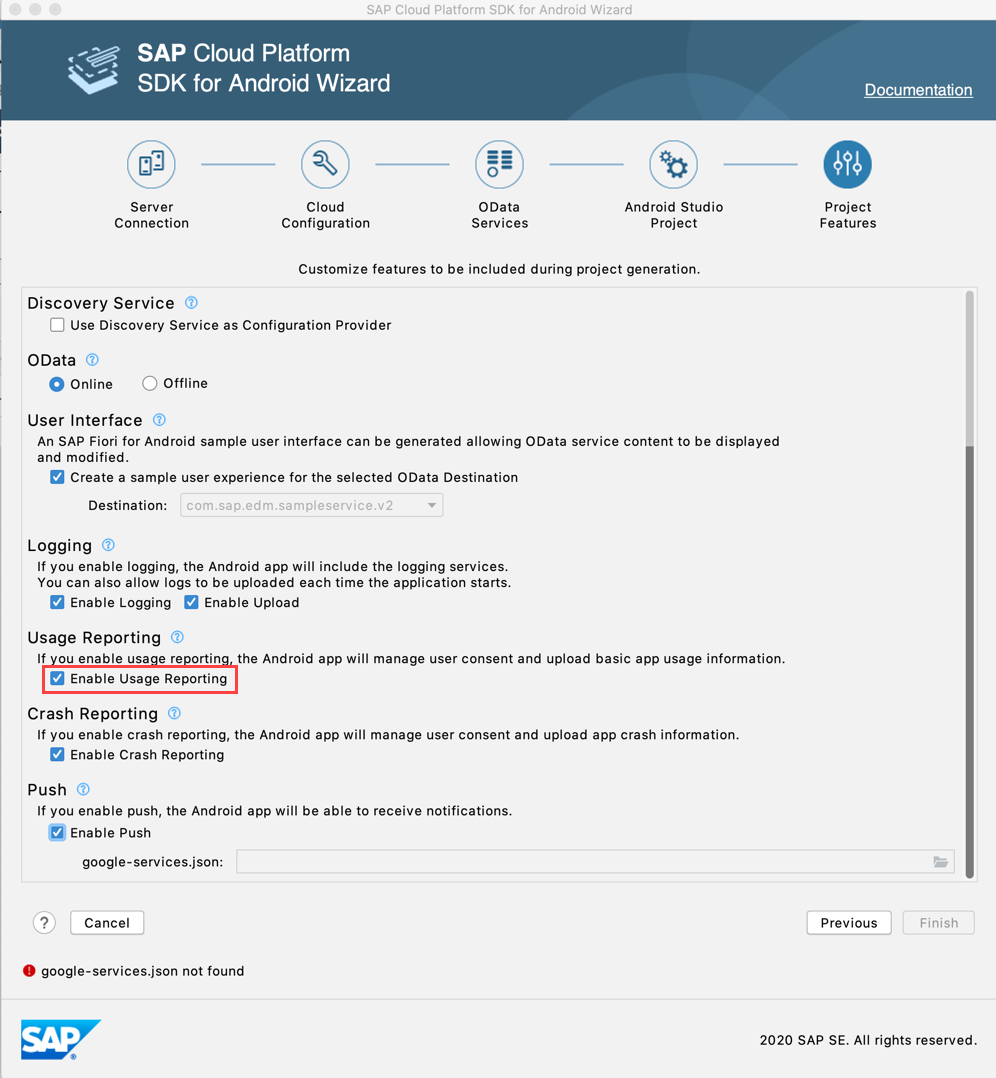 SAP Cloud Platform SDK for Android Wizard
SAP Cloud Platform
SDK for Android Wizard
Documentation
Server
Connection
Cloud
Configuration
OData
Services
Android Studio
Project
Project
Features
Customize features to be included during project generation.
Discovery Service ?
Use Discovery Service as Configuration Provider
OData ?
Online Offline
User Interface ?
An SAP Fiori for Android sample user interface can be generated allowing OData service content to be displayed
and modified.
Create a sample user experience for the selected OData Destination
Destination: com.sap.edm.sampleservice.v2
Logging ?
If you enable logging, the Android app will include the logging services.
You can also allow logs to be uploaded each time the application starts.
Enable Logging Enable Upload
Usage Reporting ?
If you enable usage reporting, the Android app will manage user consent and upload basic app usage information.
Enable Usage Reporting
Crash Reporting ?
If you enable crash reporting, the Android app will manage user consent and upload app crash information.
Enable Crash Reporting
Push ?
If you enable push, the Android app will be able to receive notifications.
Enable Push
google-services.json:
? Cancel Previous Finish
! google-services.json not found
SAP ®
2020 SAP SE. All rights reserved.